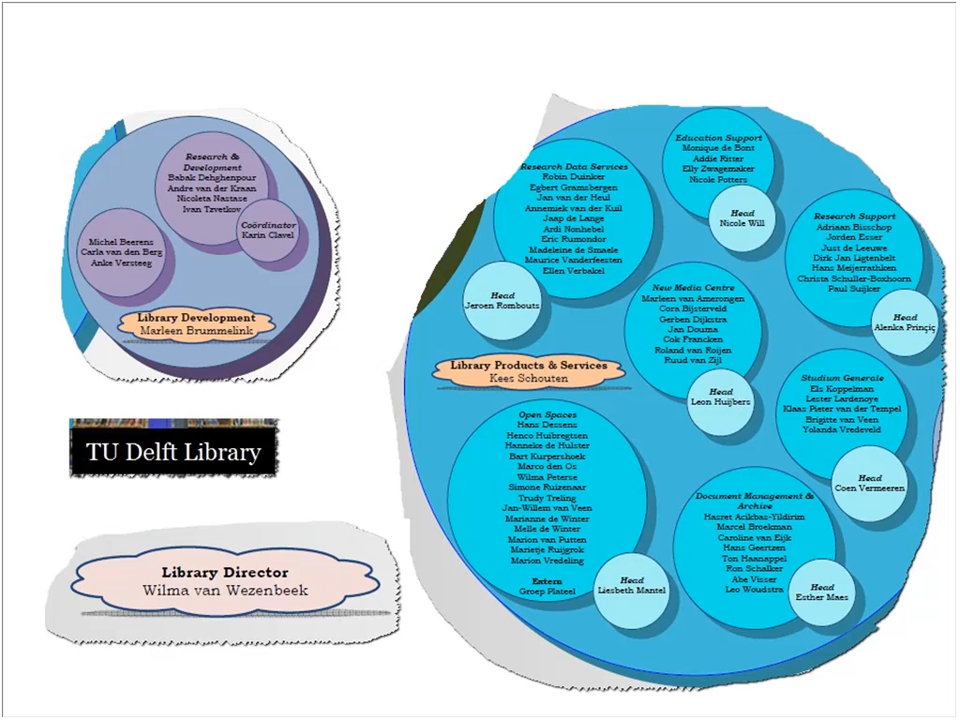 Research &
Development
Babak Dehghenpour
Andre van der Kraan
Nicoleta Nastase
Ivan Tzvetkov
Coördinator
Karin Clavel
Michel Beerens
Carla van den Berg
Anke Versteeg
Library Development
Marleen Brummelink
TU Delft Library
Library Director
Wilma van Wezenbeek
Research Data Services
Robin Duinker
Egbert Gramsbergen
Jan van der Heul
Annemiek van der Kuil
Jaap de Lange
Ardi Nonhebel
Eric Rumondor
Madeleine de Smaele
Maurice Vanderfeesten
Ellen Verbakel
Head
Jeroen Rombouts
Education Support
Monique de Bont
Addie Ritter
Elly Zwagemaker
Nicole Potters
Head
Nicole Will
Research Support
Adriaan Bisschop
Jorden Esser
Just de Leeuwe
Dirk Jan Ligtenbelt
Hans Meijerrathken
Christa Schuller-Boxhoorn
Paul Suijker
Head
Alenka Prinçiç
New Media Centre
Marleen van Amerongen
Cora Bijsterveld
Gerben Dijkstra
Jan Douma
Cok Francken
Roland van Roijen
Ruud van Zijl
Head
Leon Huijbers
Library Products & Services
Kees Schouten
Studium Generale
Els Koppelman
Lester Lardenoye
Klaas Pieter van der Tempel
Brigitte van Veen
Yolanda Vredeveld
Head
Coen Vermeeren
Open Spaces
Hans Dessens
Henco Huibregtsen
Hanneke de Hulster
Bart Kurpershoek
Marco den Os
Wilma Peterse
Simone Ruizenaar
Trudy Treling
Jan-Willem van Veen
Marianne de Winter
Melle de Winter
Marion van Putten
Marietje Ruijgrok
Marion Vredeling
Extern
Groep Plateel
Head
Liesbeth Mantel
Document Management &
Archive
Hasret Acikbas-Yildirim
Marcel Broekman
Caroline van Eijk
Hans Geertzen
Ton Haanappel
Ron Schalker
Abe Visser
Leo Woudstra
Head
Esther Maes